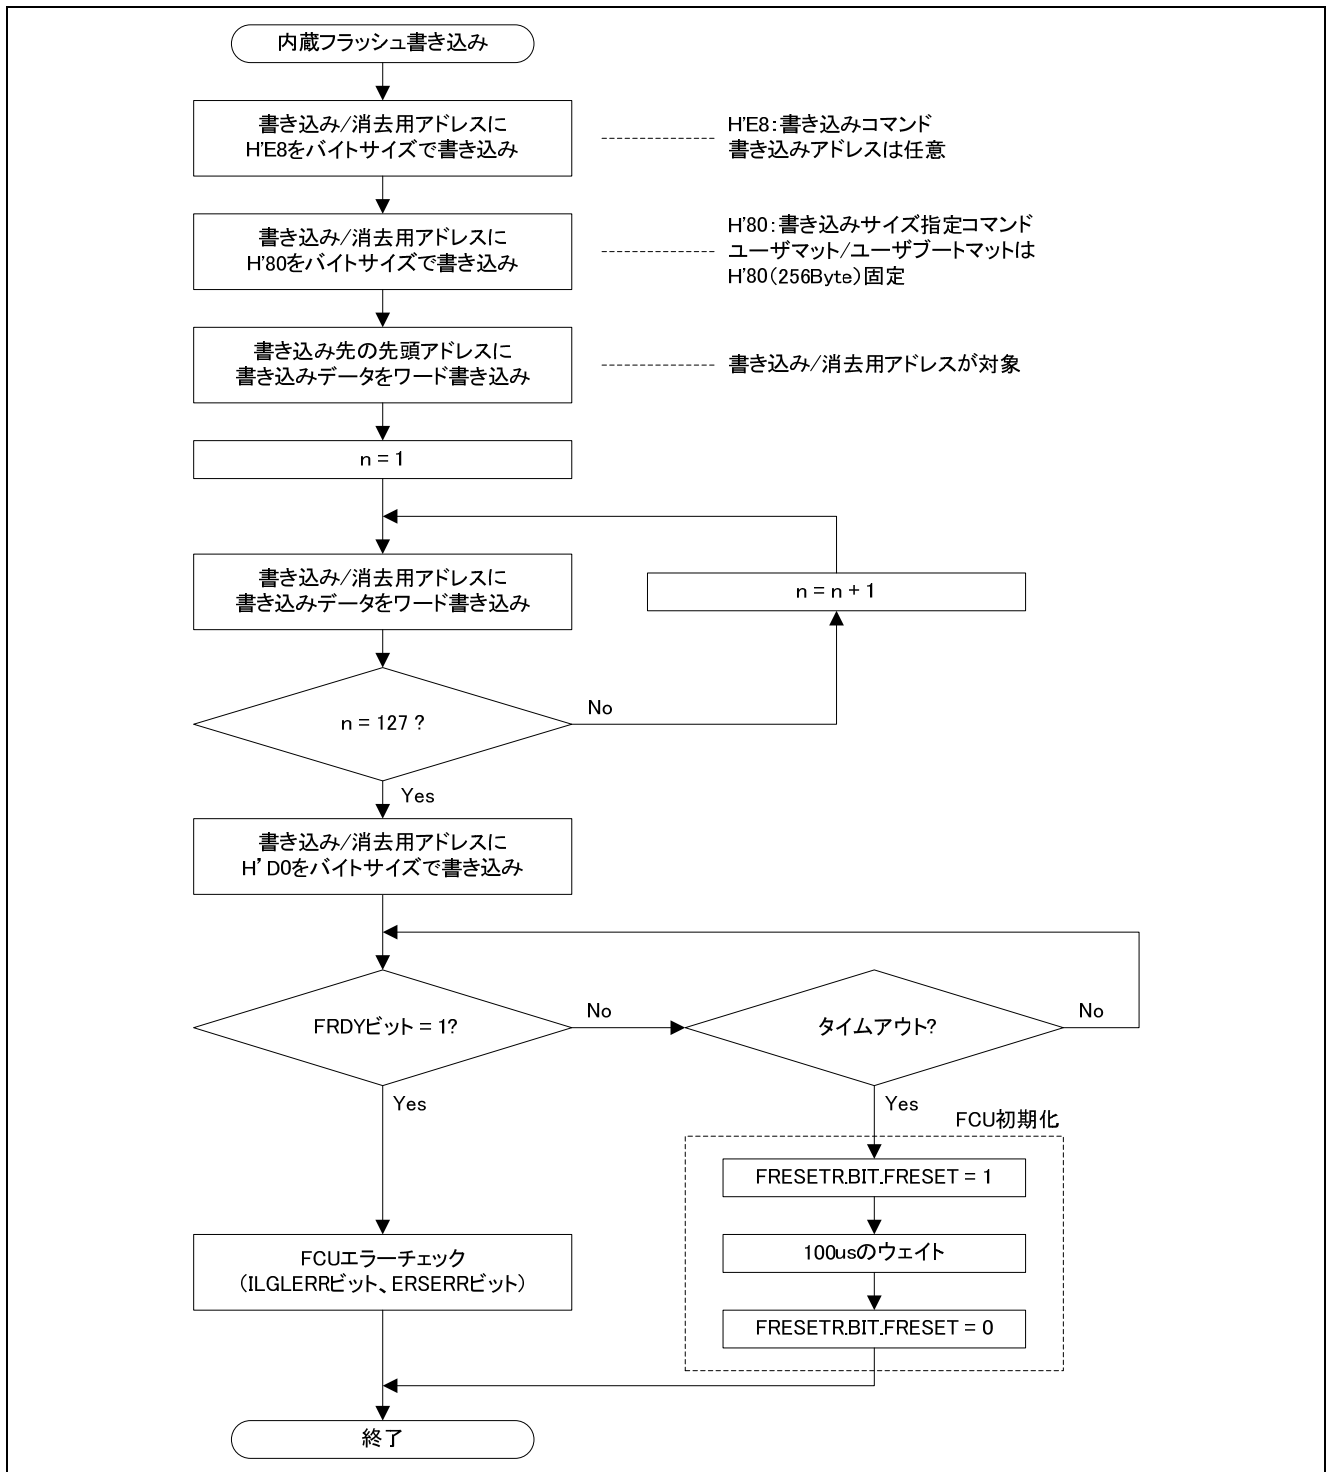 内蔵フラッシュ書き込み
書き込み/消去用アドレスに
H'E8をバイトサイズで書き込み
H'E8:書き込みコマンド
書き込みアドレスは任意
書き込み/消去用アドレスに
H'80をバイトサイズで書き込み
H'80:書き込みサイズ指定コマンド
ユーザマット/ユーザブートマットは
H'80(256Byte)固定
書き込み先の先頭アドレスに
書き込みデータをワード書き込み
書き込み/消去用アドレスが対象
n = 1
書き込み/消去用アドレスに
書き込みデータをワード書き込み
n = n + 1
n = 127 ?
No
Yes
書き込み/消去用アドレスに
H'D0をバイトサイズで書き込み
FRDYビット = 1?
No
タイムアウト?
No
Yes
Yes
FCU初期化
FRESETR.BIT.FRESET = 1
100usのウェイト
FRESETR.BIT.FRESET = 0
FCUエラーチェック
(ILGLERRビット、ERSERRビット)
終了